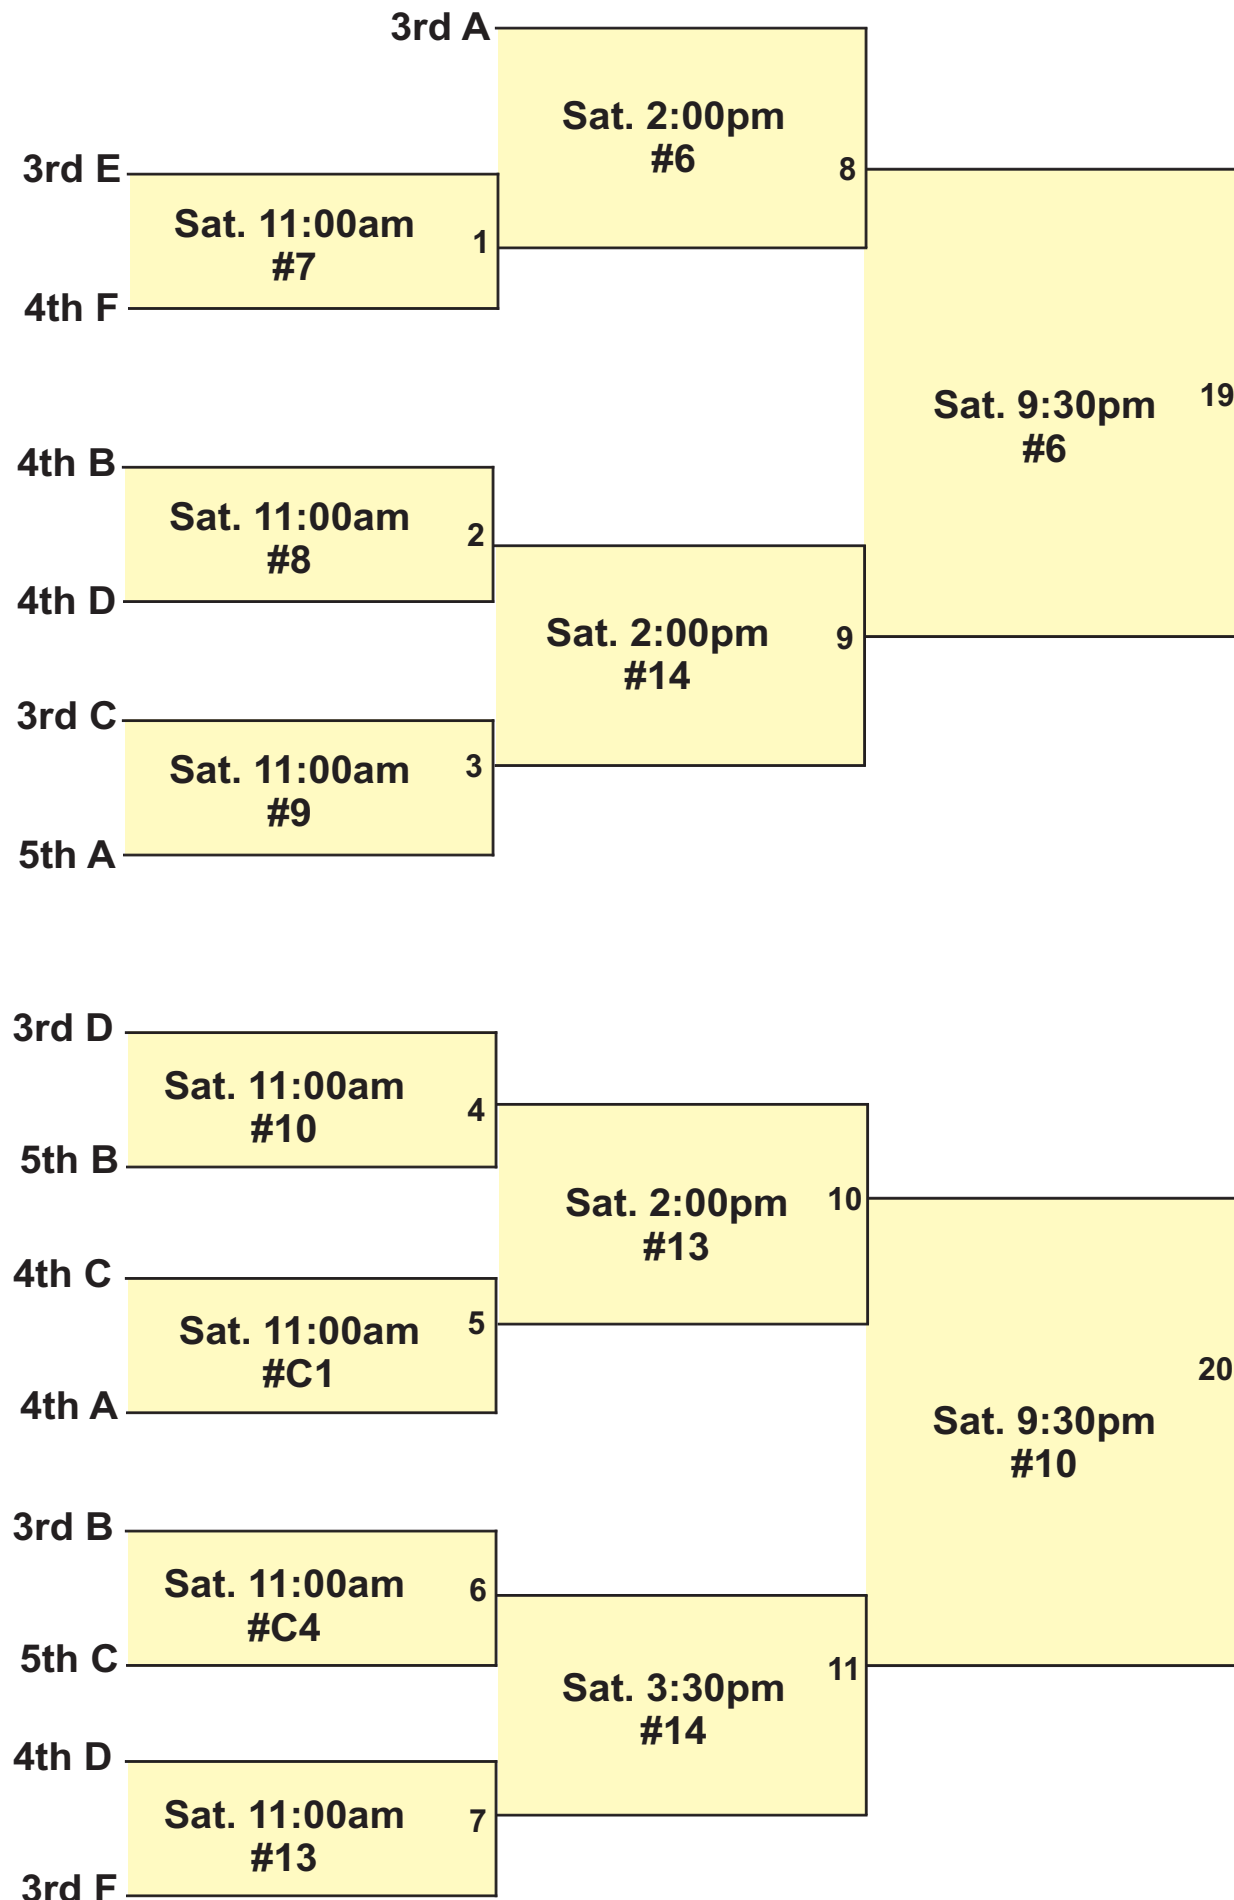 3rd A
Sat. 2:00pm
#6
8
3rd E
Sat. 11:00am
#7
1
4th F
Sat. 9:30pm
#6
19
4th B
Sat. 11:00am
#8
2
4th D
Sat. 2:00pm
#14
9
3rd C
Sat. 11:00am
#9
3
5th A
3rd D
Sat. 11:00am
#10
4
5th B
Sat. 2:00pm
#13
10
4th C
Sat. 11:00am
#C1
5
4th A
Sat. 9:30pm
#10
20
3rd B
Sat. 11:00am
#C4
6
5th C
Sat. 3:30pm
#14
11
4th D
Sat. 11:00am
#13
7
3rd F